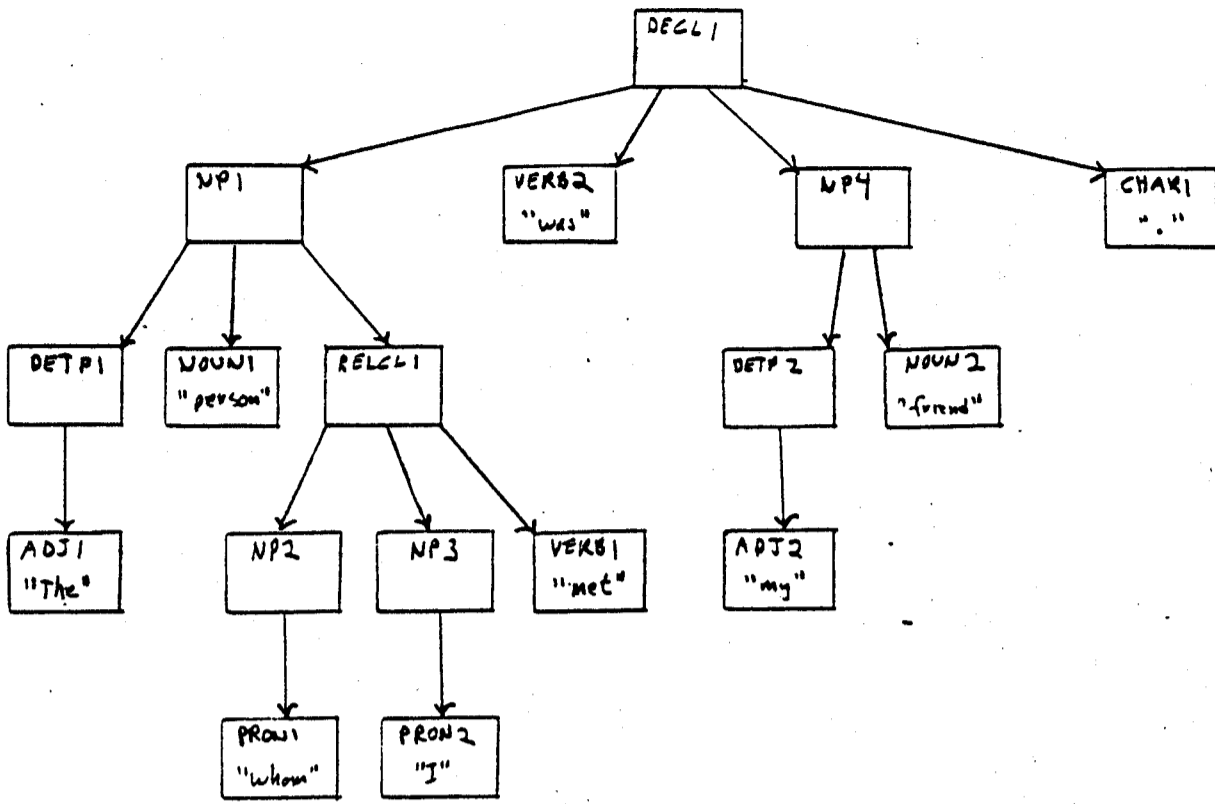 DECL1
NP1
VERB2
"was"
NP4
CHAR1
"."
DETP1
NOUN1
"person"
RELCL1
DETP2
NOUN2
"friend"
ADJ1
"The"
NP2
NP3
VERB1
"met"
ADJ2
"my"
PRON1
"whom"
PRON2
"I"